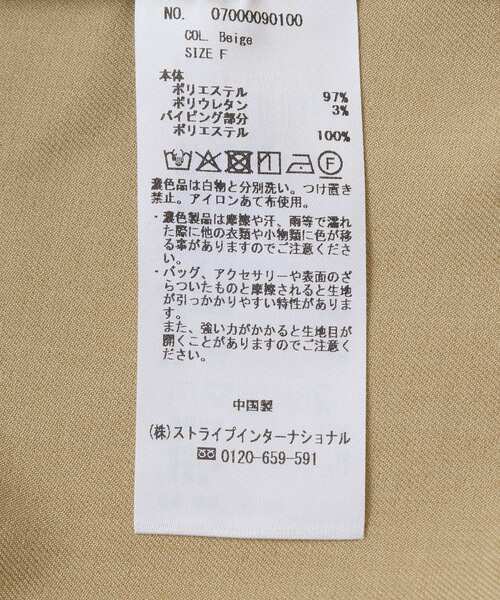 NO. 07000090100
COL. Beige
SIZE F
本体
ポリエステル 97%
ポリウレタン 3%
パイピング部分
ポリエステル 100%
濃色品は白物と分別洗い。つけ置き
禁止。アイロンあて布使用。
・濃色製品は摩擦や汗、雨等で濡れ
た際に他の衣類や小物類に色が移
る事がありますのでご注意くださ
い。
・バッグ、アクセサリーや表面のざ
らついたものと摩擦されると生地
が引っかかりやすい特性がありま
す。
また、強い力がかかると生地目が
開くことがありますのでご注意く
ださい。
中国製
(株)ストライプインターナショナル
0120-659-591